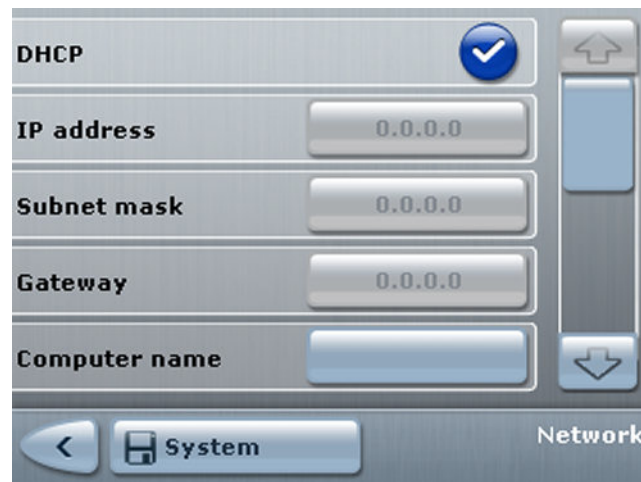 DHCP
IP address 0.0.0.0
Subnet mask 0.0.0.0
Gateway 0.0.0.0
Computer name
System Network